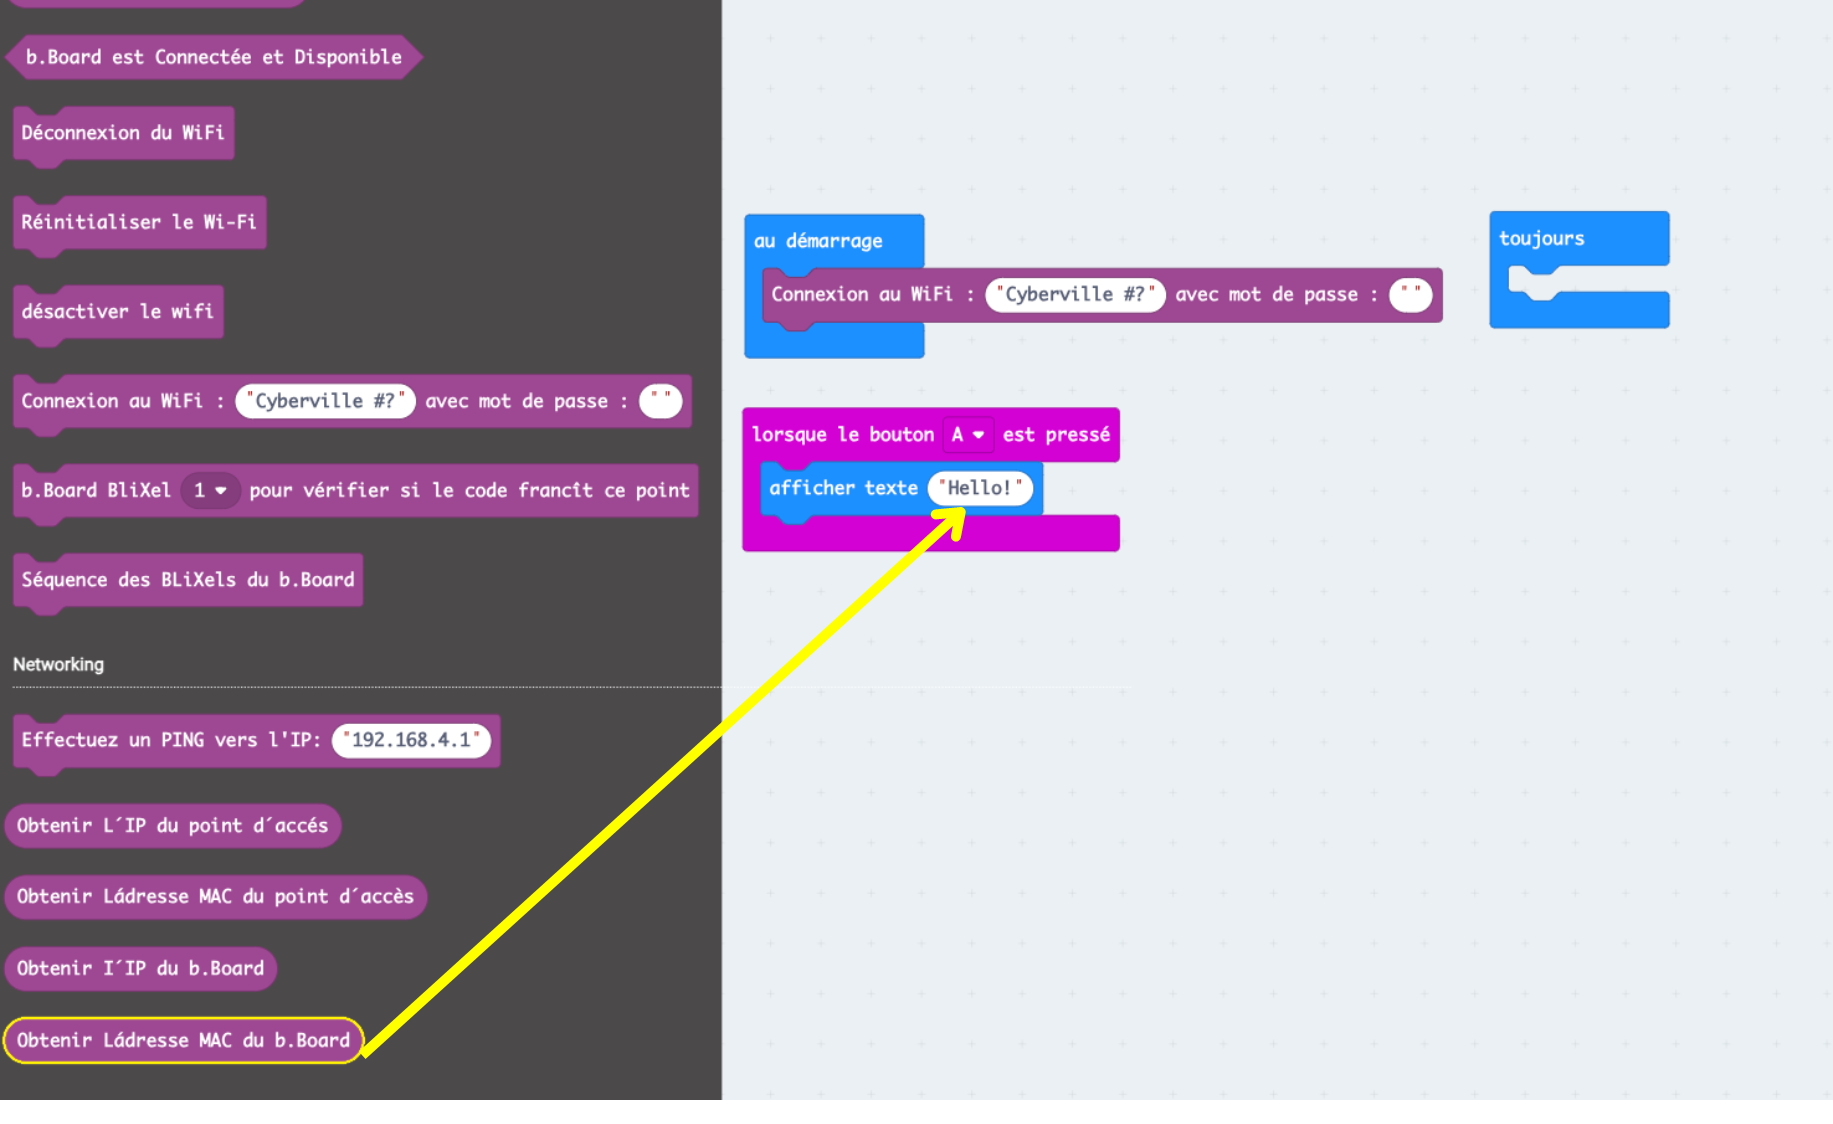 b.Board est Connectée et Disponible
Déconnexion du WiFi
Réinitialiser le Wi-Fi
désactiver le wifi
Connexion au WiFi : "Cyberville #?" avec mot de passe : " "
b.Board BliXel 1 pour vérifier si le code francît ce point
Séquence des BLiXels du b.Board
Networking
Effectuez un PING vers l'IP: "192.168.4.1"
Obtenir L´IP du point d´accés
Obtenir Ládresse MAC du point d´accès
Obtenir I´IP du b.Board
Obtenir Ládresse MAC du b.Board
au démarrage
Connexion au WiFi : "Cyberville #?" avec mot de passe : " "
lorsque le bouton A est pressé
afficher texte "Hello!"
toujours